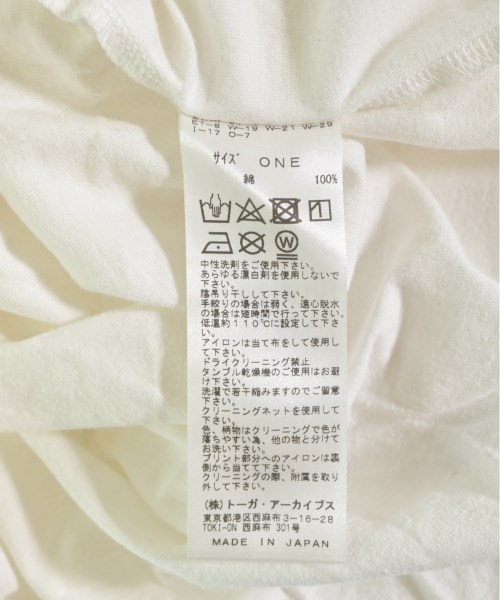 E1-8 W-19 W-21 W-29
I-17 O-7
サイズ ONE
綿 100%
中性洗剤をご使用下さい。
あらゆる漂白剤を使用しないで
下さい。
陰吊り干しして下さい。
手絞りの場合は弱く、遠心脱水
の場合は短時間で行って下さい。
低温約110℃に設定して下さ
い。
アイロンは当て布をして使用し
て下さい。
ドライクリーニング禁止
タンブル乾燥機のご使用はお避
け下さい。
洗濯で若干縮みますのでご留意
下さい。
クリーニングネットを使用して
下さい。
色、柄物はクリーニングで色が
落ちやすい為、他の物と分けて
お洗い下さい。
プリント部分へのアイロンは裏
側から当てて下さい。
クリーニングの際、附属を取り
外して下さい。
(株)トーガ・アーカイブス
東京都港区西麻布3-16-28
TOKI-ON 西麻布 301号
MADE IN JAPAN